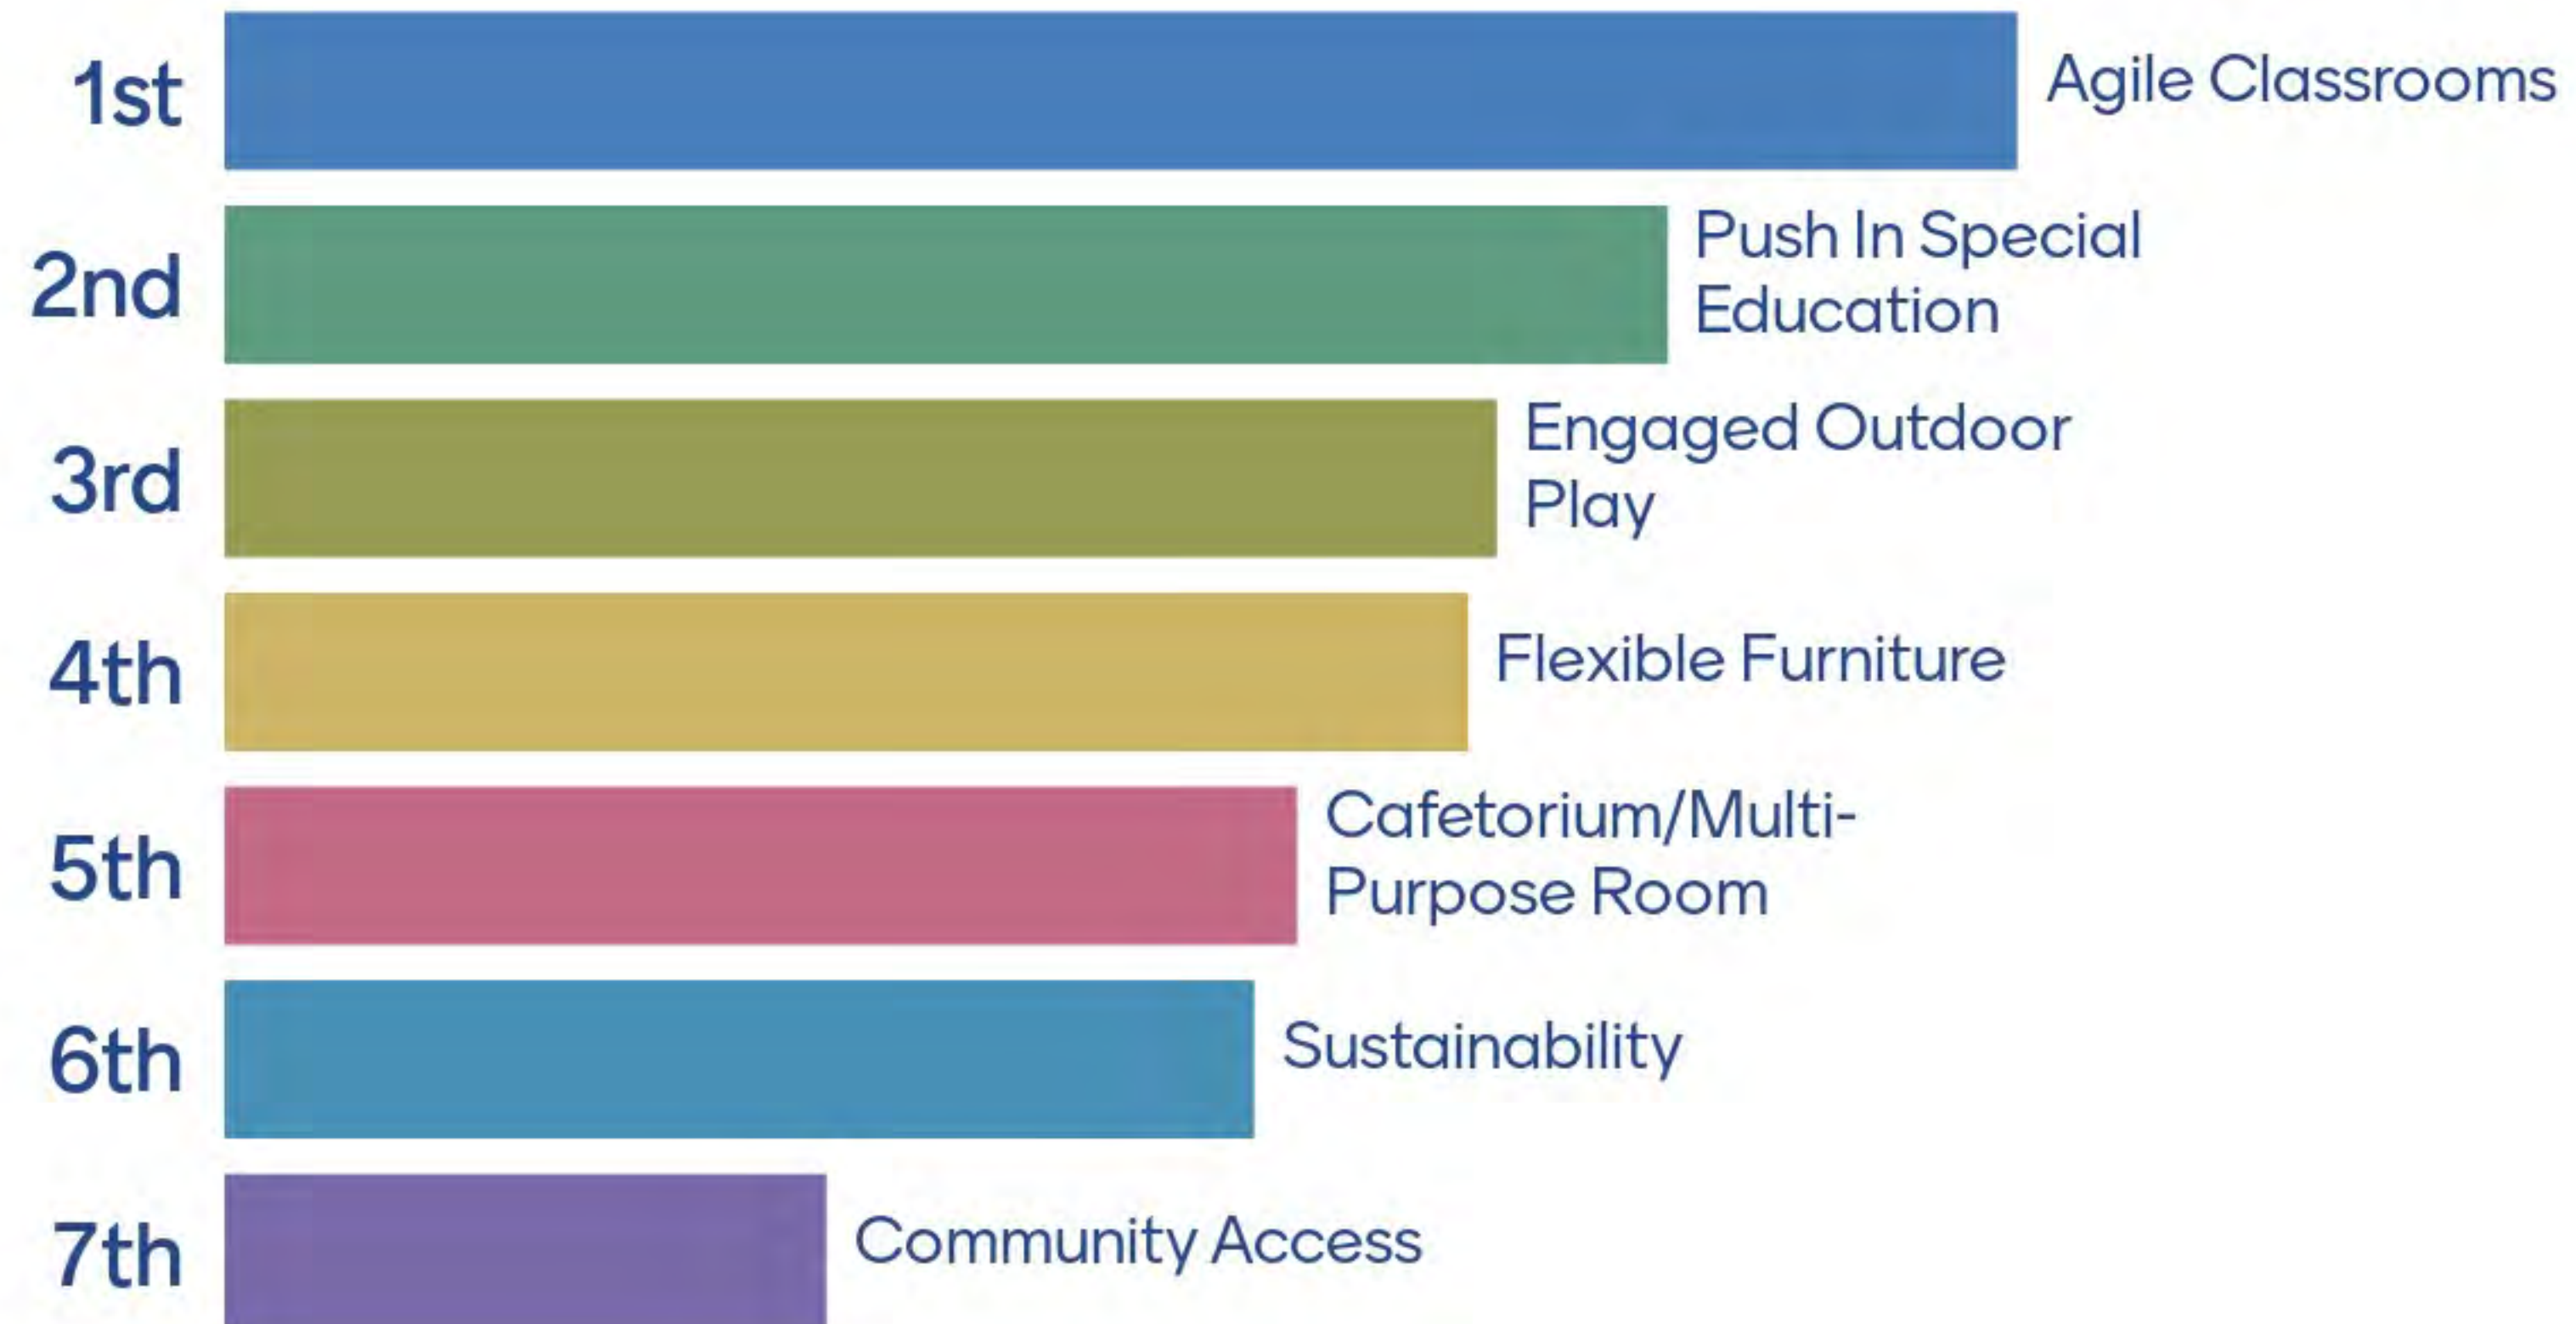 1st
Agile Classrooms
2nd
Push In Special
Education
3rd
Engaged Outdoor
Play
4th
Flexible Furniture
5th
Cafetorium/Multi-
Purpose Room
6th
Sustainability
7th
Community Access